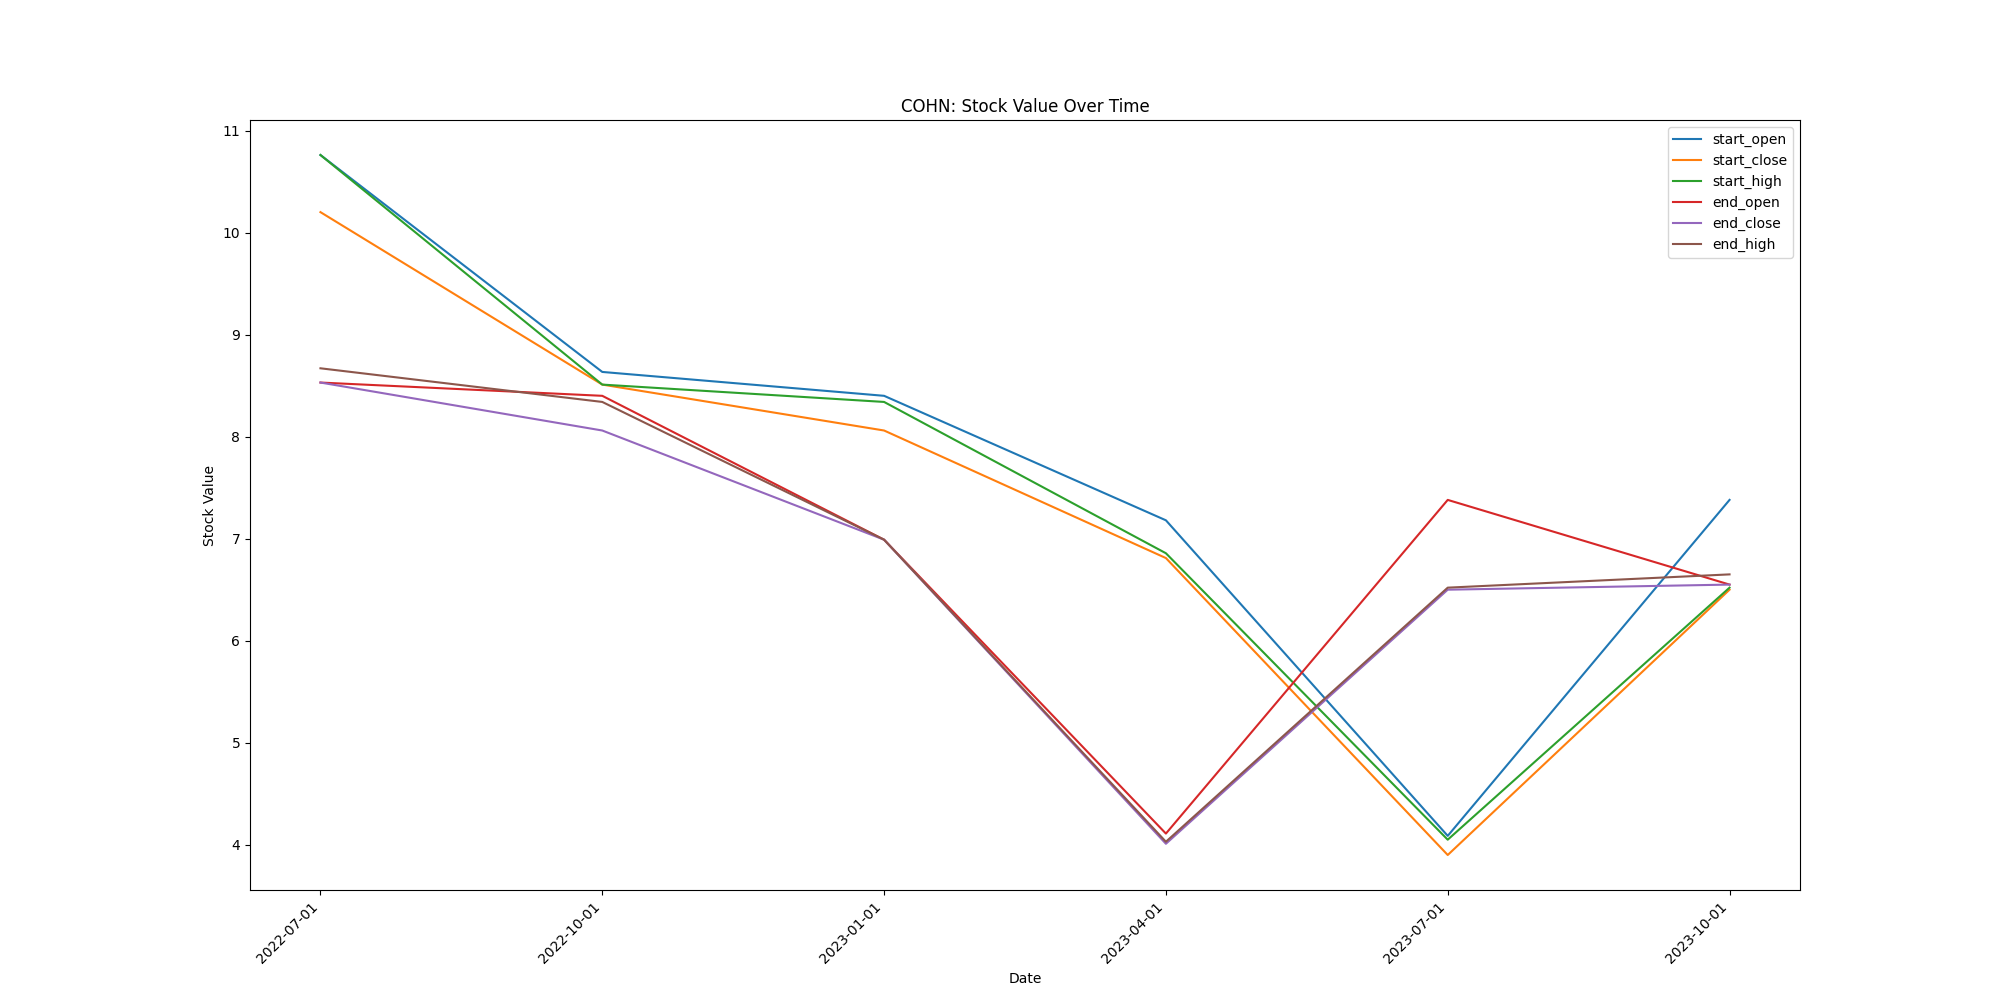 COHN: Stock Value Over Time
start_open
start_close
start_high
end_open
end_close
end_high
11
10
9
8
7
6
5
4
Stock Value
2022-07-01
2022-10-01
2023-01-01
2023-04-01
2023-07-01
2023-10-01
Date